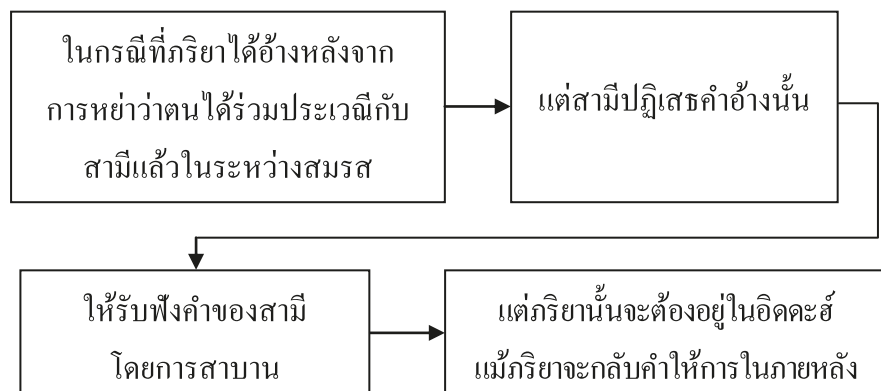 ในกรณีที่ภริยาได้อ้างหลังจาก
การหย่าว่าตนได้ร่วมประเวณีกับ
สามีแล้วในระหว่างสมรส
แต่สามีปฏิเสธคำอ้างนั้น
ให้รับฟังคำของสามี
โดยการสาบาน
แต่ภริยานั้นจะต้องอยู่ในอิดดะฮ์
แม้ภริยาจะกลับคำให้การในภายหลัง